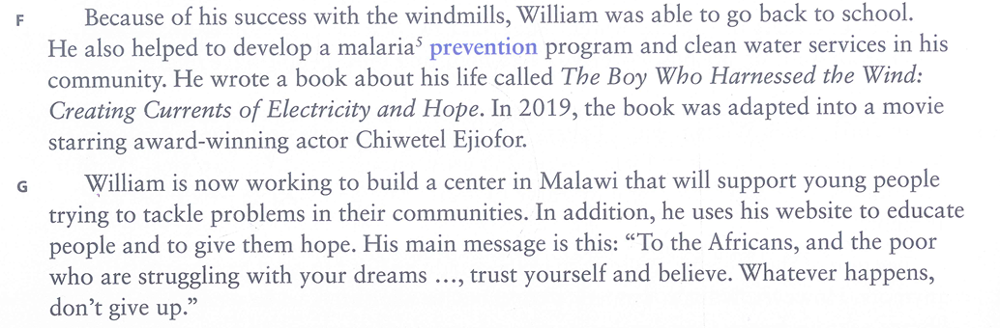 F Because of his success with the windmills, William was able to go back to school.
He also helped to develop a malaria⁵ prevention program and clean water services in his
community. He wrote a book about his life called The Boy Who Harnessed the Wind:
Creating Currents of Electricity and Hope. In 2019, the book was adapted into a movie
starring award-winning actor Chiwetel Ejiofor.
G William is now working to build a center in Malawi that will support young people
trying to tackle problems in their communities. In addition, he uses his website to educate
people and to give them hope. His main message is this: “To the Africans, and the poor
who are struggling with your dreams …, trust yourself and believe. Whatever happens,
don’t give up.”